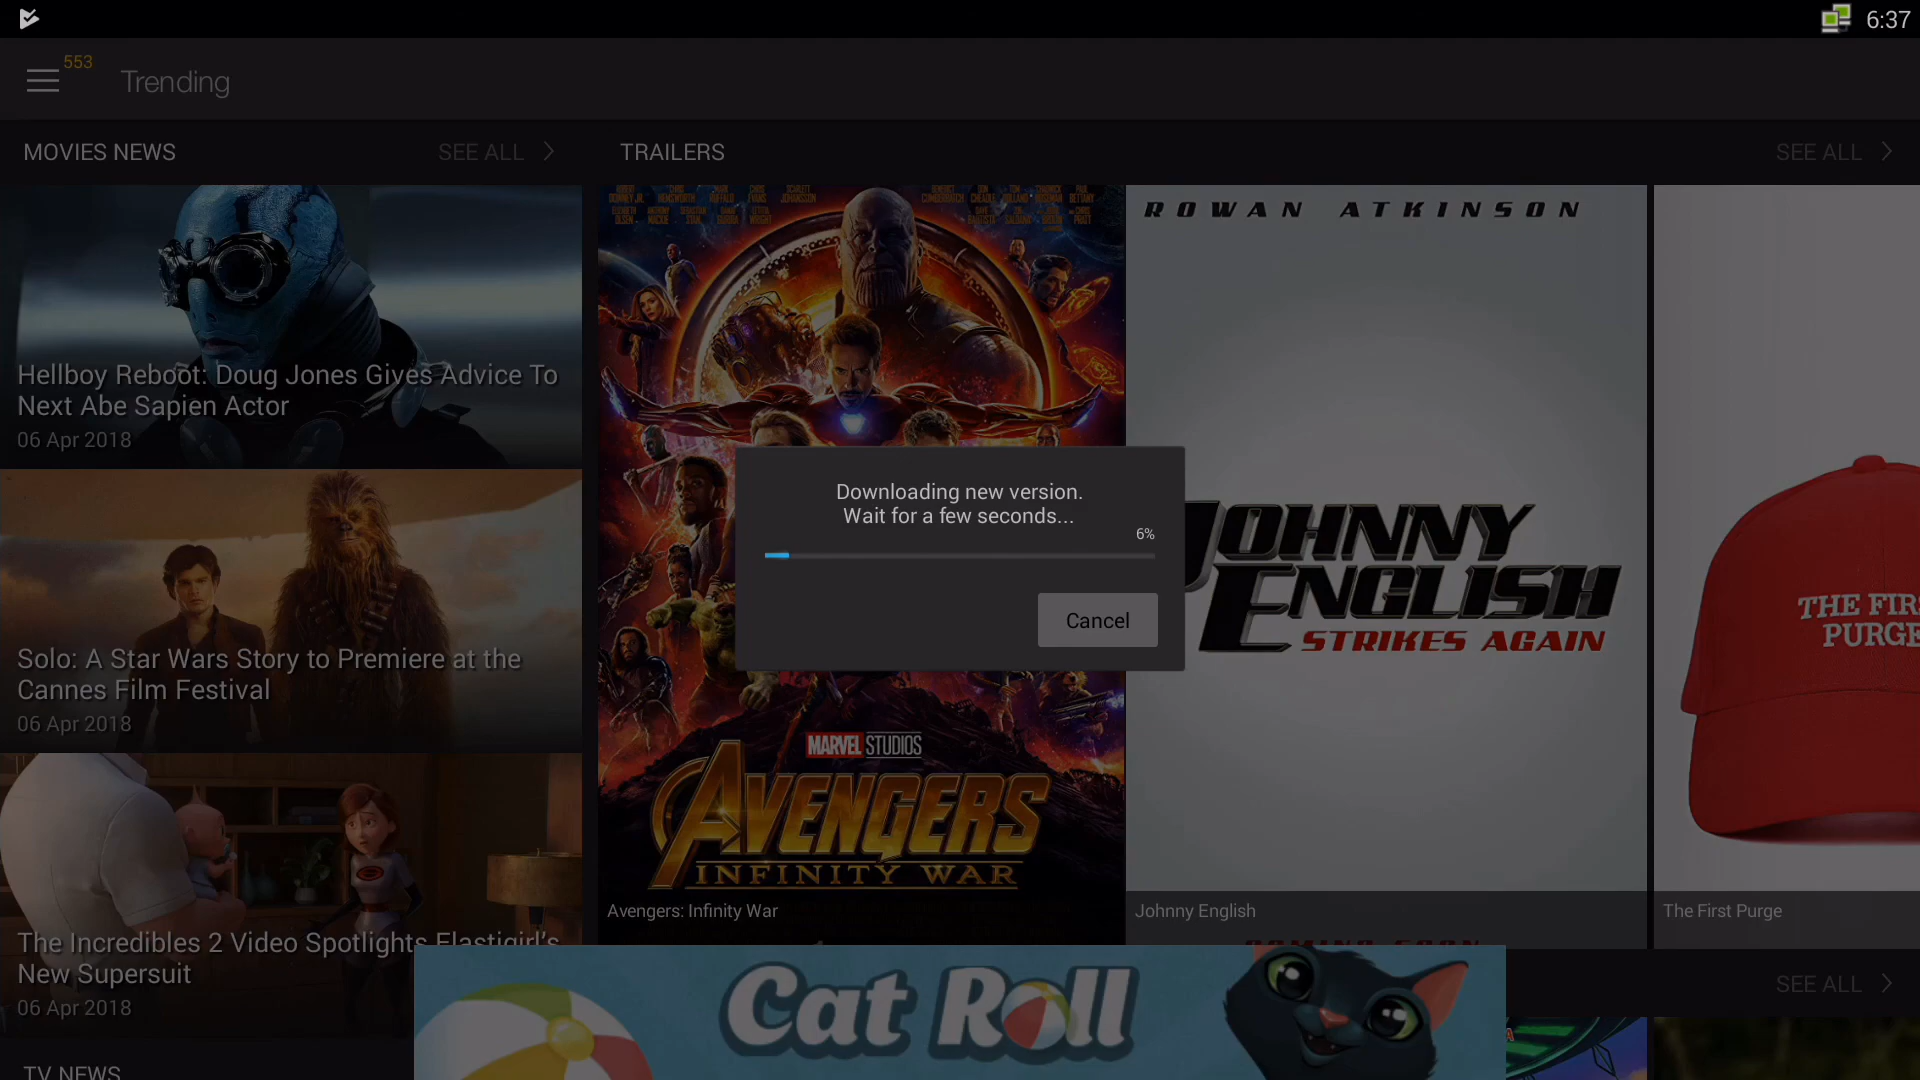 6:37
553
Trending
MOVIES NEWS
SEE ALL
TRAILERS
SEE ALL
Hellboy Reboot: Doug Jones Gives Advice To
Next Abe Sapien Actor
06 Apr 2018
Solo: A Star Wars Story to Premiere at the
Cannes Film Festival
06 Apr 2018
The Incredibles 2 Video Spotlights Elastigirl's
New Supersuit
06 Apr 2018
TV NEWS
MARVEL STUDIOS
AVENGERS
INFINITY WAR
Avengers: Infinity War
ROWAN ATKINSON
JOHNNY
ENGLISH
STRIKES AGAIN
Johnny English
COMING SOON
THE FIRS
PURGE
The First Purge
Downloading new version.
Wait for a few seconds...
6%
Cancel
SEE ALL
Cat Roll